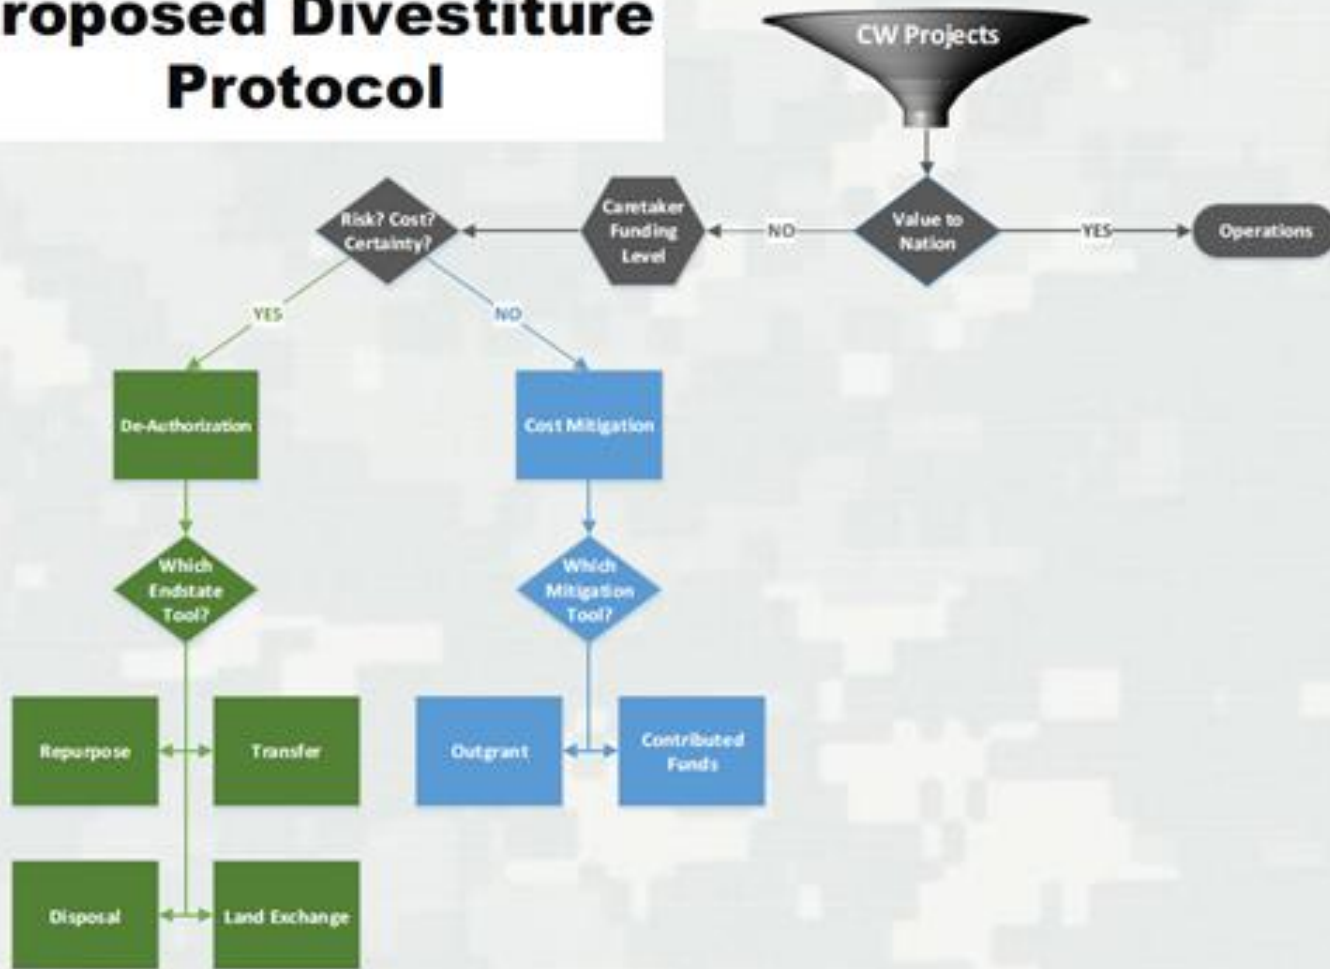 roposed Divestiture
Protocol
CW Projects
Risk? Cost?
Certainty?
Caretaker
Funding
Level
NO
Value to
Nation
YES
Operations
YES
NO
De-Authorization
Cost Mitigation
Which
Endstate
Tool?
Which
Mitigation
Tool?
Repurpose
Transfer
Outgrant
Contributed
Funds
Disposal
Land Exchange